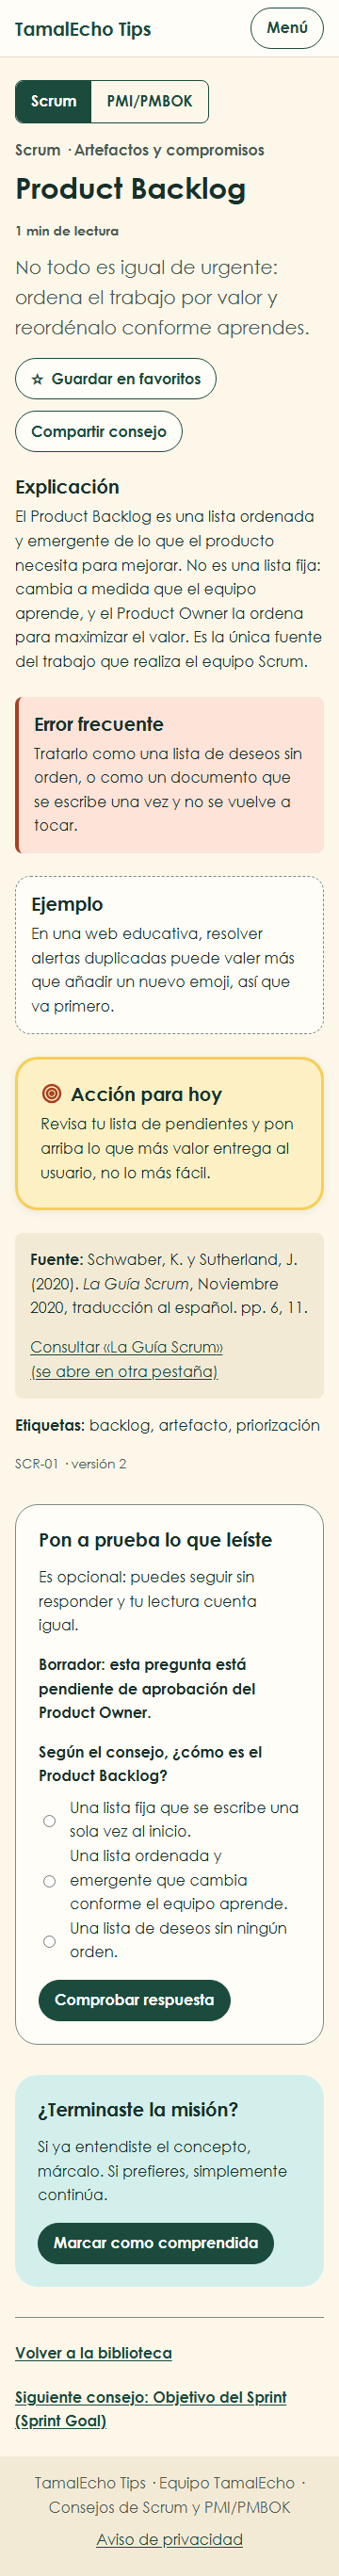 TamalEcho Tips
Menú
Scrum
PMI/PMBOK
Scrum · Artefactos y compromisos
Product Backlog
1 min de lectura
No todo es igual de urgente:
ordena el trabajo por valor y
reordénalo conforme aprendes.
☆ Guardar en favoritos
Compartir consejo
Explicación
El Product Backlog es una lista ordenada
y emergente de lo que el producto
necesita para mejorar. No es una lista fija:
cambia a medida que el equipo
aprende, y el Product Owner la ordena
para maximizar el valor. Es la única fuente
del trabajo que realiza el equipo Scrum.
Error frecuente
Tratarlo como una lista de deseos sin
orden, o como un documento que
se escribe una vez y no se vuelve a
tocar.
Ejemplo
En una web educativa, resolver
alertas duplicadas puede valer más
que añadir un nuevo emoji, así que
va primero.
Acción para hoy
Revisa tu lista de pendientes y pon
arriba lo que más valor entrega al
usuario, no lo más fácil.
Fuente: Schwaber, K. y Sutherland, J.
(2020). La Guía Scrum, Noviembre
2020, traducción al español. pp. 6, 11.
Consultar «La Guía Scrum»
(se abre en otra pestaña)
Etiquetas: backlog, artefacto, priorización
SCR-01 · versión 2
Pon a prueba lo que leíste
Es opcional: puedes seguir sin
responder y tu lectura cuenta
igual.
Borrador: esta pregunta está
pendiente de aprobación del
Product Owner.
Según el consejo, ¿cómo es el
Product Backlog?
Una lista fija que se escribe una
sola vez al inicio.
Una lista ordenada y
emergente que cambia
conforme el equipo aprende.
Una lista de deseos sin ningún
orden.
Comprobar respuesta
¿Terminaste la misión?
Si ya entendiste el concepto,
márcalo. Si prefieres, simplemente
continúa.
Marcar como comprendida
Volver a la biblioteca
Siguiente consejo: Objetivo del Sprint
(Sprint Goal)
TamalEcho Tips · Equipo TamalEcho ·
Consejos de Scrum y PMI/PMBOK
Aviso de privacidad